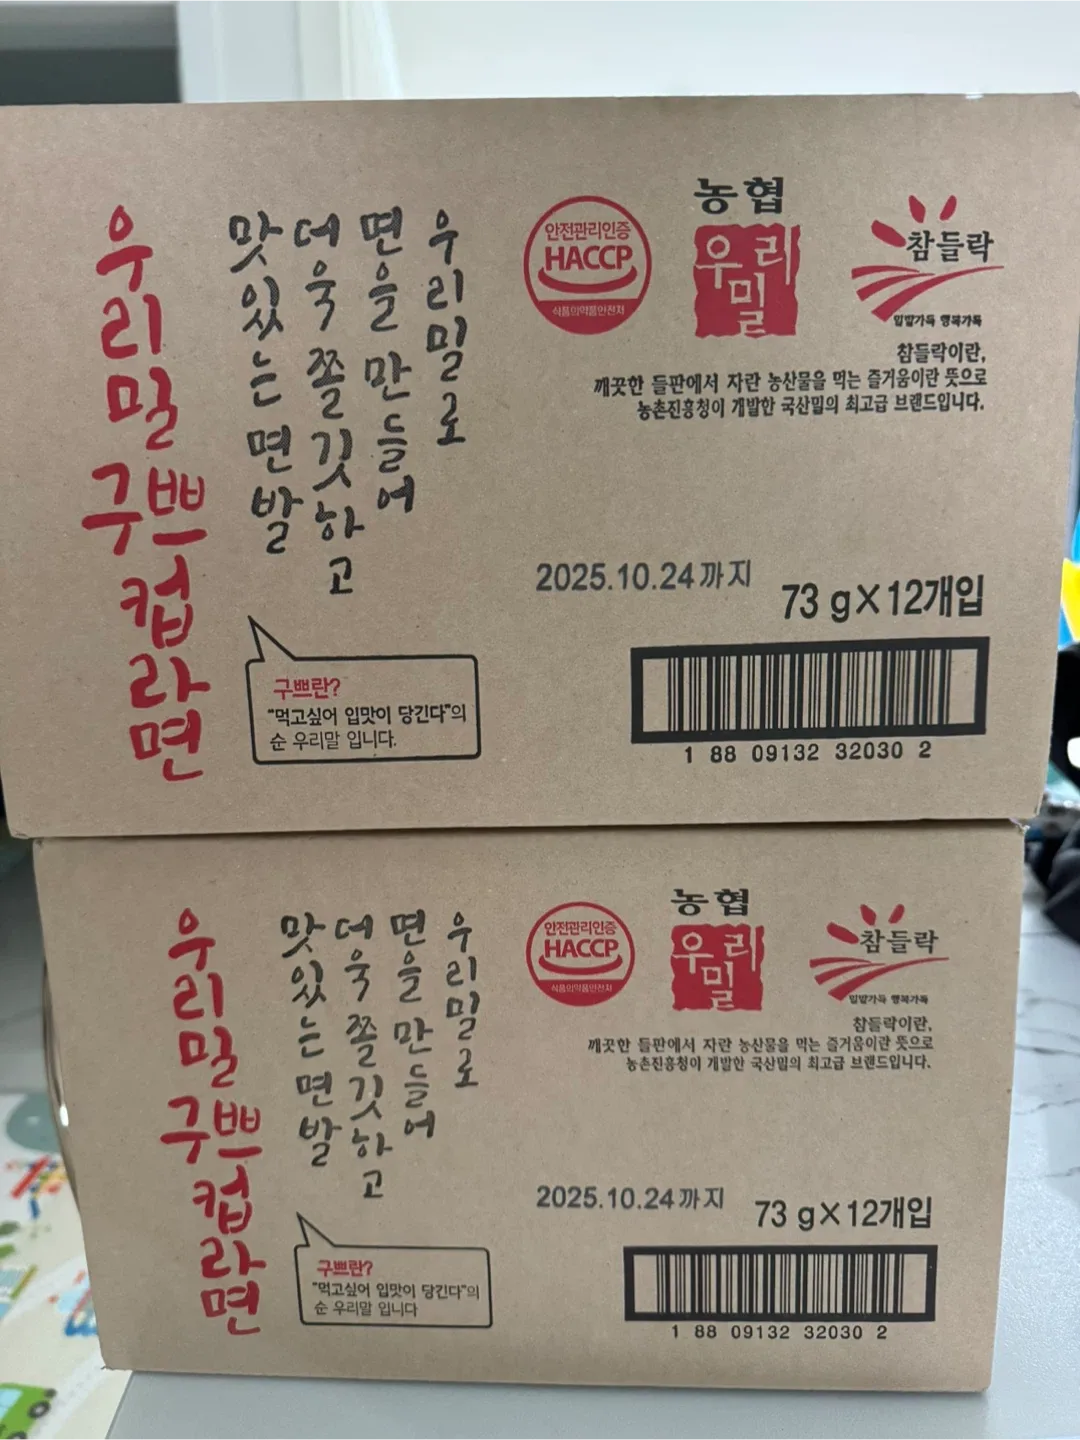 우리밀 구쁘 컵라면
우리밀로
면을 만들어
더욱 쫄깃하고
맛있는 면발
안전관리인증
HACCP
식품의약품안전처
농협
우리
밀
참들락
밀밭가득 행복가득
참들락이란,
깨끗한 들판에서 자란 농산물을 먹는 즐거움이란 뜻으로
농촌진흥청이 개발한 국산밀의 최고급 브랜드입니다.
2025.10.24까지
73 g×12개입
구쁘란?
"먹고싶어 입맛이 당긴다"의
순 우리말 입니다.
1 88 09132 32030 2
우리밀 구쁘 컵라면
우리밀로
면을 만들어
더욱 쫄깃하고
맛있는 면발
안전관리인증
HACCP
식품의약품안전처
농협
우리
밀
참들락
밀밭가득 행복가득
참들락이란,
깨끗한 들판에서 자란 농산물을 먹는 즐거움이란 뜻으로
농촌진흥청이 개발한 국산밀의 최고급 브랜드입니다.
2025.10.24까지
73 g×12개입
구쁘란?
"먹고싶어 입맛이 당긴다"의
순 우리말 입니다
1 88 09132 32030 2